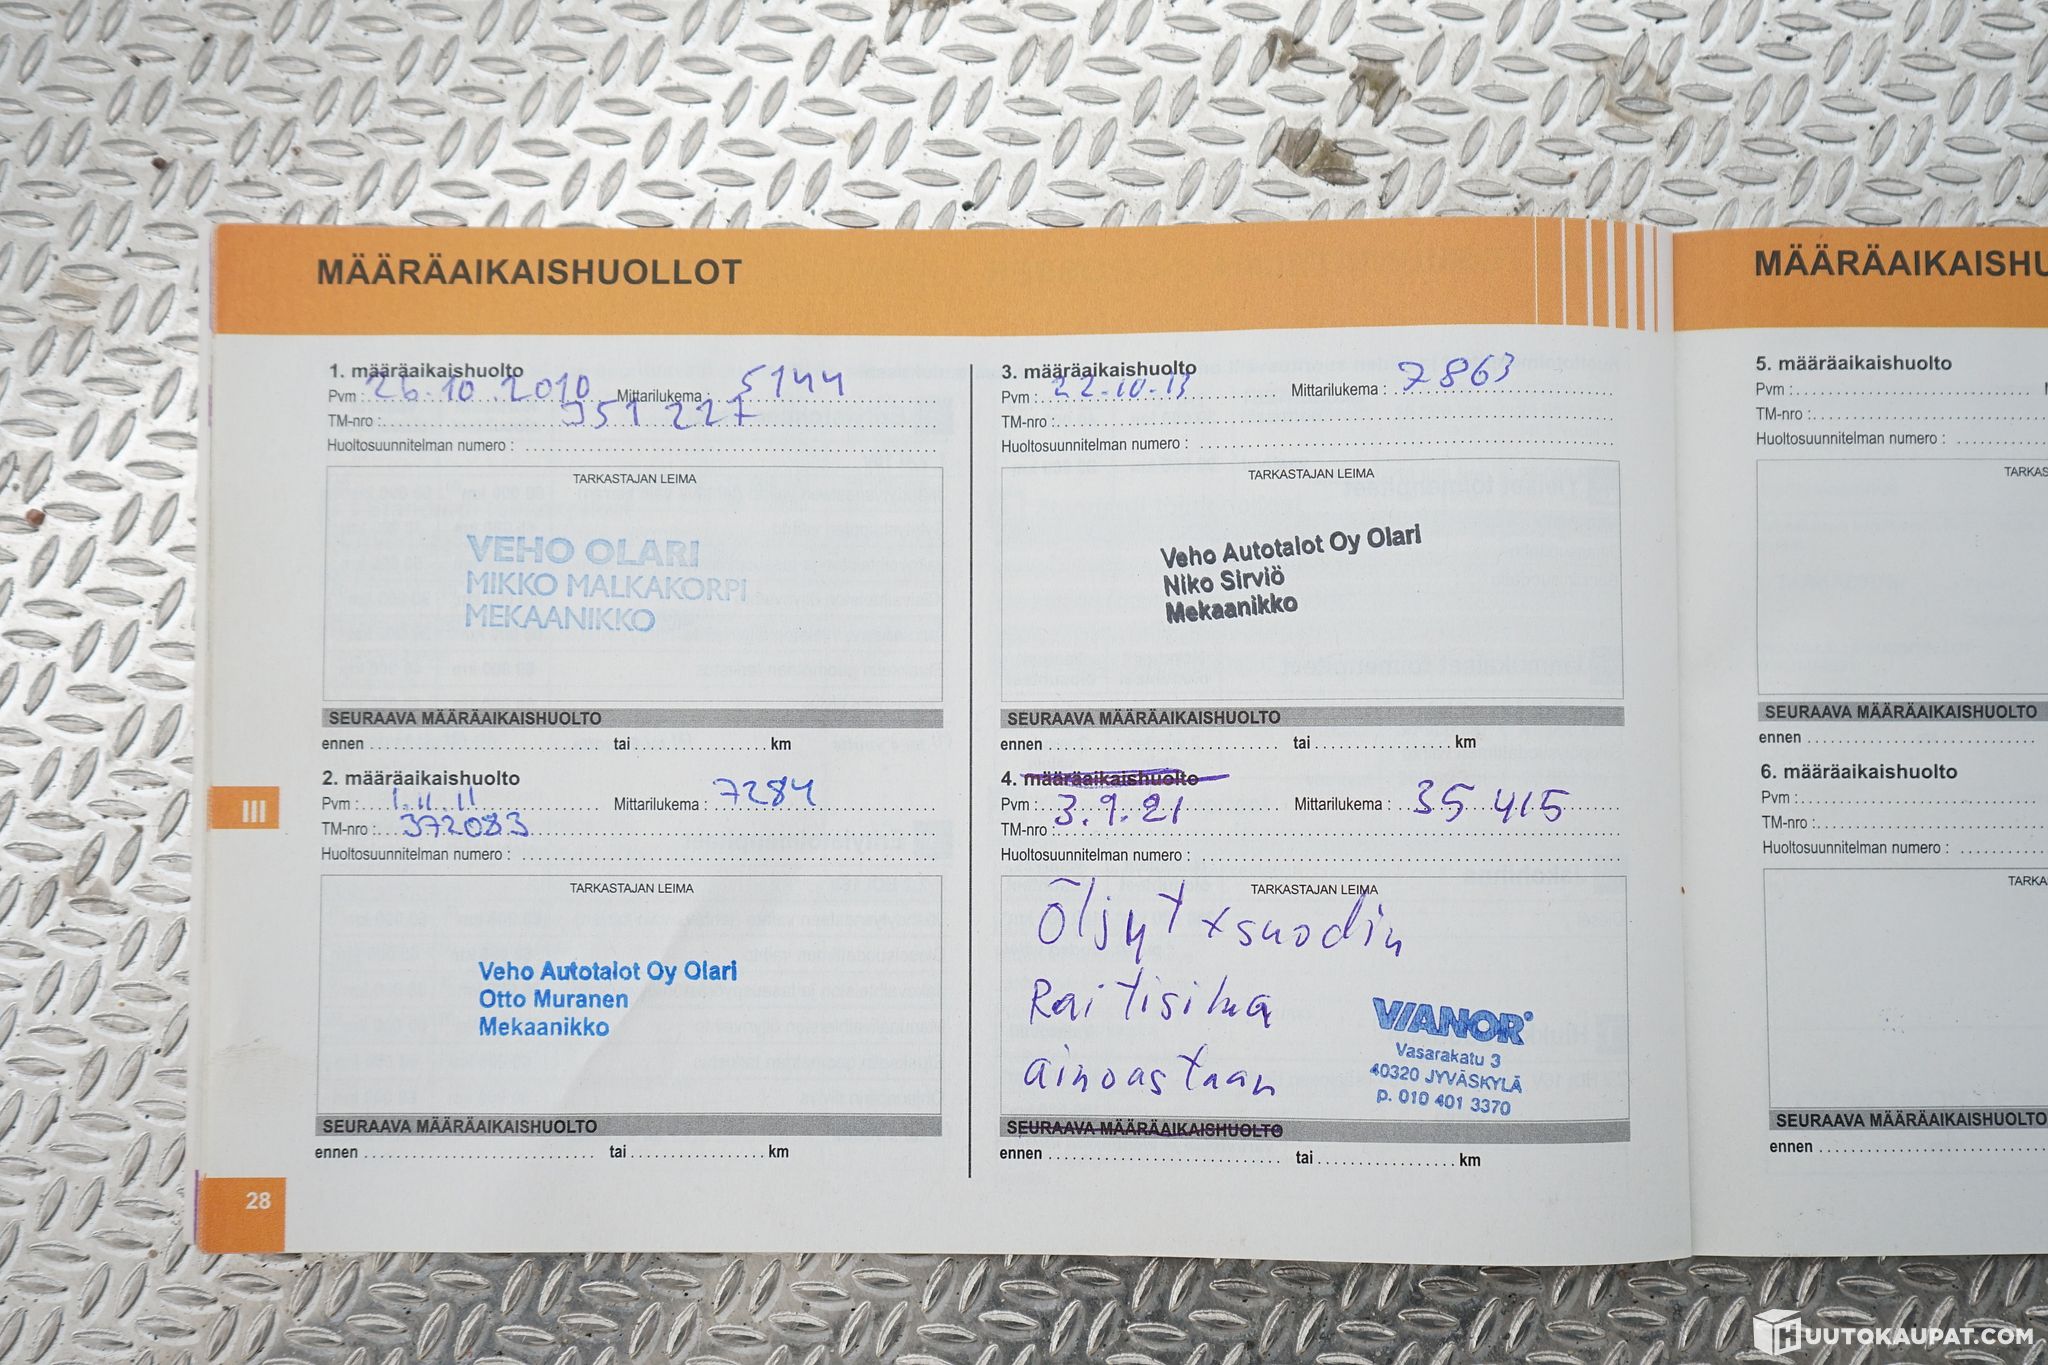 MÄÄRÄAIKAISHUOLLOT
1. määräaikaishuolto
Pvm : 26.10.2010 Mittarilukema : 5144
TM-nro : 351 227
Huoltosuunnitelman numero :
TARKASTAJAN LEIMA
VEHO OLARI
MIKKO MALKAKORPI
MEKAANIKKO
SEURAAVA MÄÄRÄAIKAISHUOLTO
ennen tai km
2. määräaikaishuolto
Pvm : 1.11.11 Mittarilukema : 7284
TM-nro : 372083
Huoltosuunnitelman numero :
TARKASTAJAN LEIMA
Veho Autotalot Oy Olari
Otto Muranen
Mekaanikko
SEURAAVA MÄÄRÄAIKAISHUOLTO
ennen tai km
III
28
3. määräaikaishuolto
Pvm : 22.10.13 Mittarilukema : 7863
TM-nro :
Huoltosuunnitelman numero :
TARKASTAJAN LEIMA
Veho Autotalot Oy Olari
Niko Sirviö
Mekaanikko
SEURAAVA MÄÄRÄAIKAISHUOLTO
ennen tai km
4. määräaikaishuolto
Pvm : 3.9.21 Mittarilukema : 35 415
TM-nro :
Huoltosuunnitelman numero :
TARKASTAJAN LEIMA
Öljyt + suodin
Raitisilma
ainoastaan
VIANOR
Vasarakatu 3
40320 JYVÄSKYLÄ
p. 010 401 3370
SEURAAVA MÄÄRÄAIKAISHUOLTO
ennen tai km
MÄÄRÄAIKAISHU
5. määräaikaishuolto
Pvm :
TM-nro :
Huoltosuunnitelman numero :
TARKAS
SEURAAVA MÄÄRÄAIKAISHUOLTO
ennen
6. määräaikaishuolto
Pvm :
TM-nro :
Huoltosuunnitelman numero :
TARKA
SEURAAVA MÄÄRÄAIKAISHUOLTO
ennen
HUUTOKAUPAT.COM